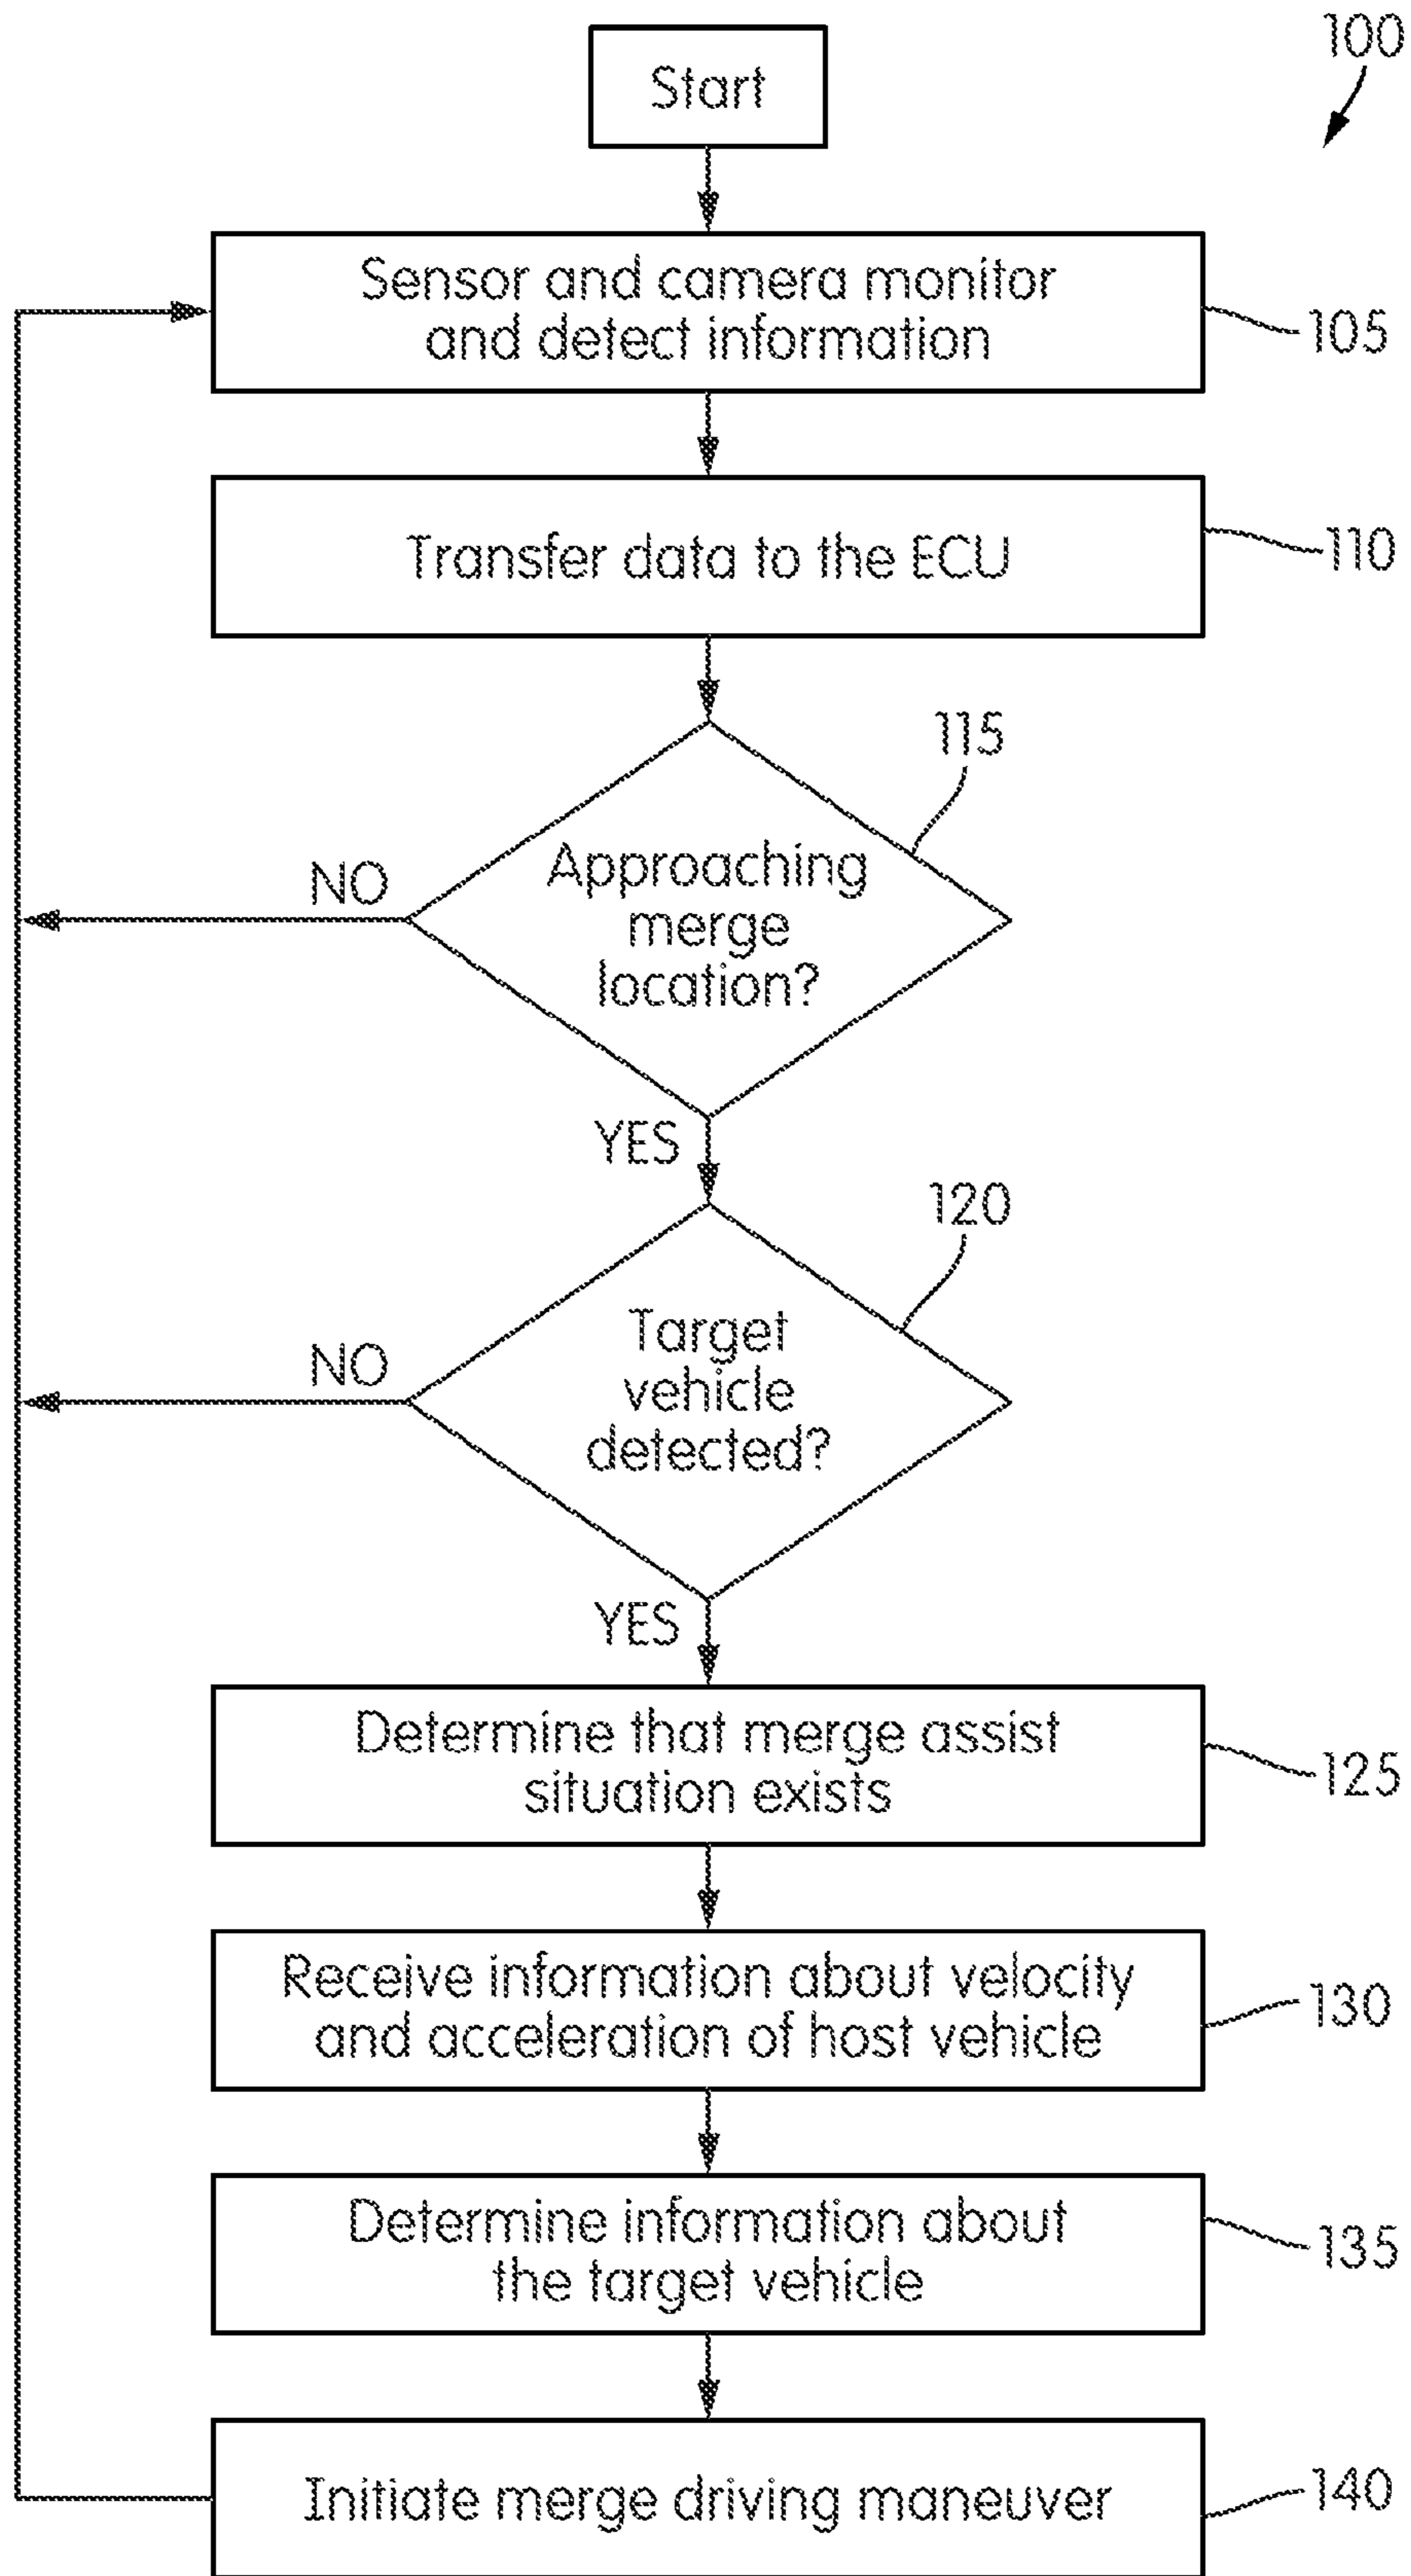 100
Start
Sensor and camera monitor
and detect information
105
Transfer data to the ECU
110
115
Approaching
merge
location?
NO
YES
120
Target
vehicle
detected?
NO
YES
Determine that merge assist
situation exists
125
Receive information about velocity
and acceleration of host vehicle
130
Determine information about
the target vehicle
135
Initiate merge driving maneuver
140